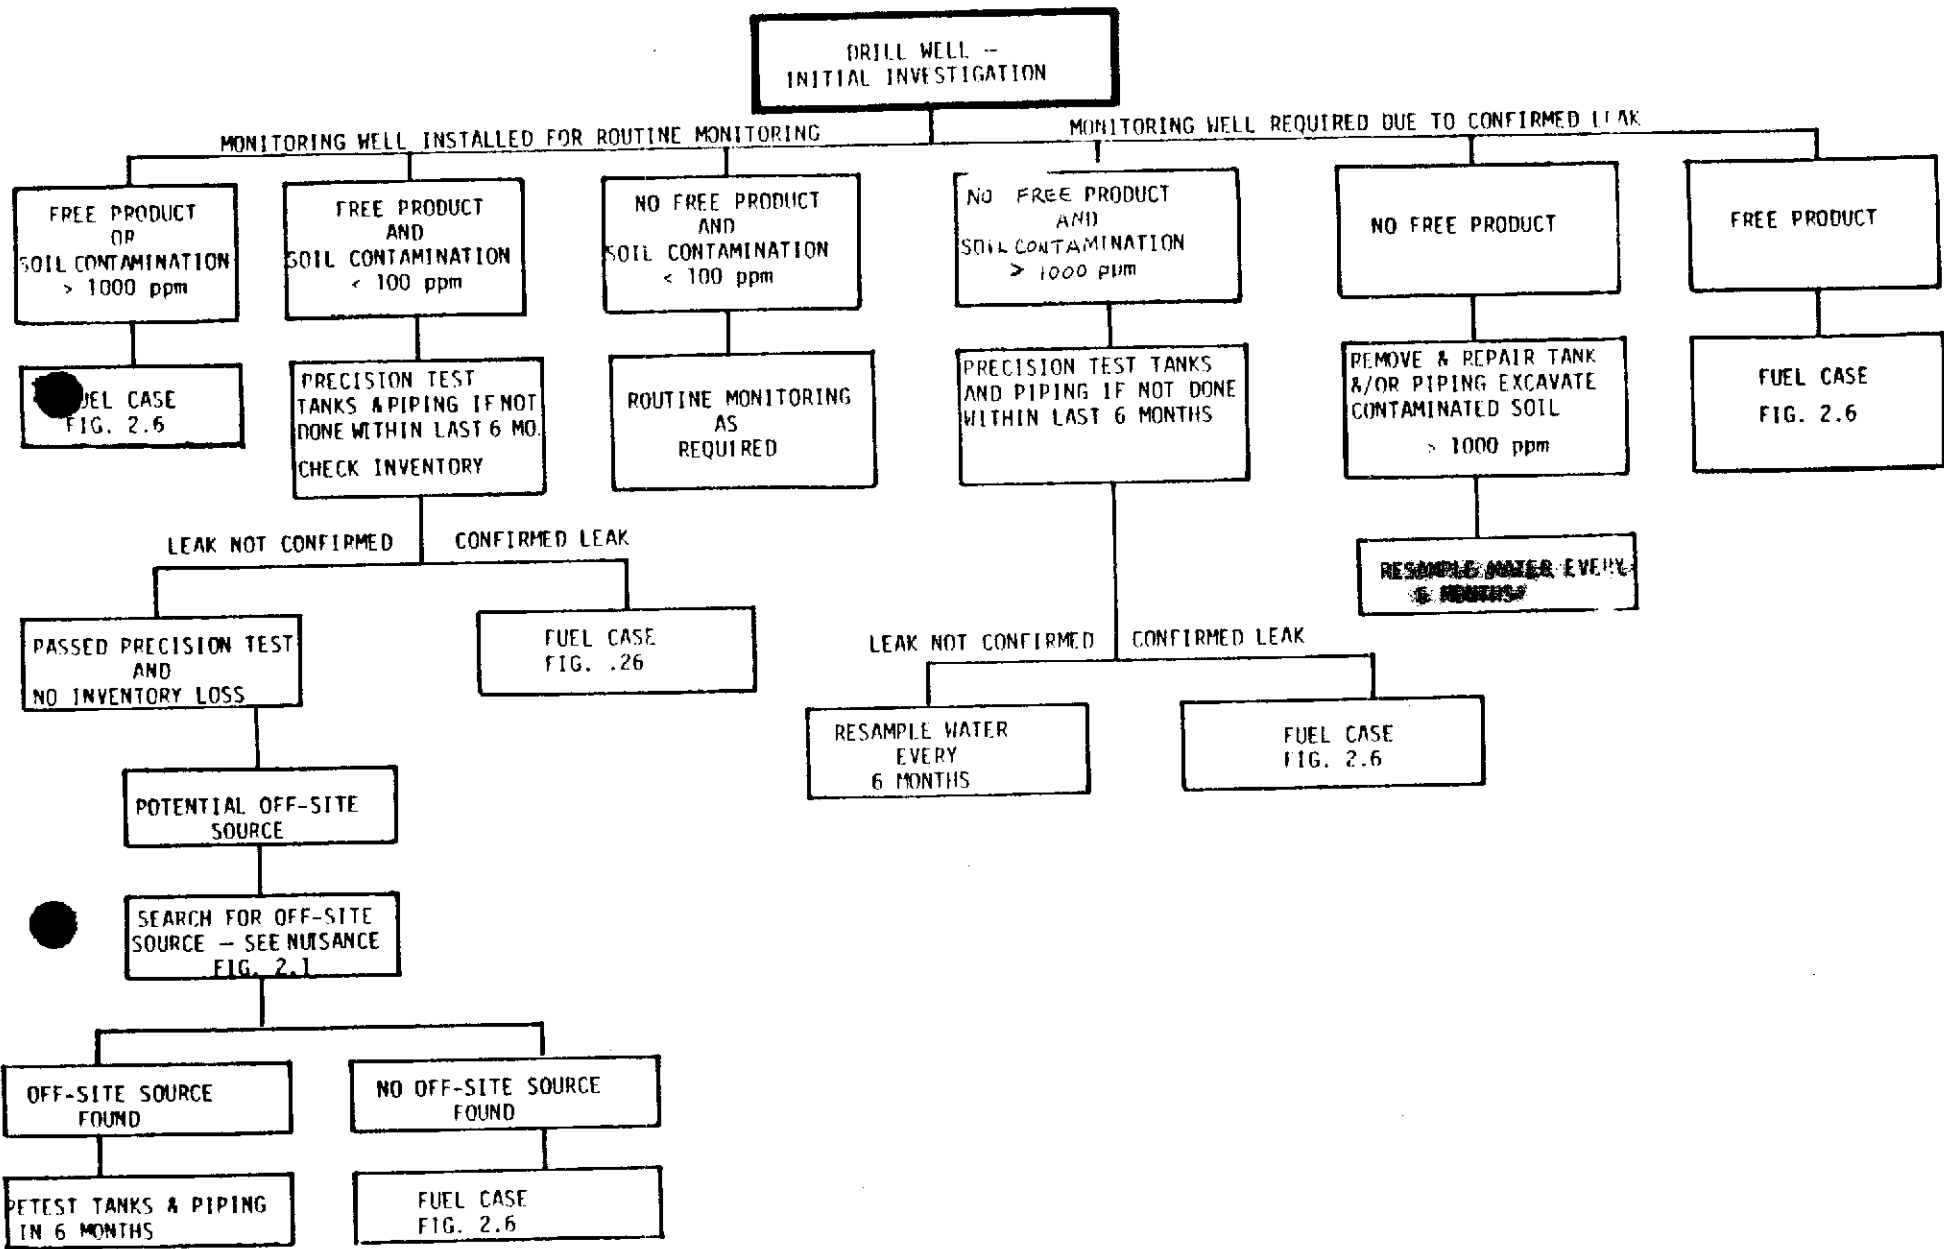 DRILL WELL --
INITIAL INVESTIGATION
MONITORING WELL INSTALLED FOR ROUTINE MONITORING
MONITORING WELL REQUIRED DUE TO CONFIRMED LEAK
FREE PRODUCT
OR
SOIL CONTAMINATION
> 1000 ppm
FREE PRODUCT
AND
SOIL CONTAMINATION
< 100 ppm
NO FREE PRODUCT
AND
SOIL CONTAMINATION
< 100 ppm
NO FREE PRODUCT
AND
SOIL CONTAMINATION
> 1000 ppm
NO FREE PRODUCT
FREE PRODUCT
FUEL CASE
FIG. 2.6
PRECISION TEST
TANKS & PIPING IF NOT
DONE WITHIN LAST 6 MO.
CHECK INVENTORY
ROUTINE MONITORING
AS
REQUIRED
PRECISION TEST TANKS
AND PIPING IF NOT DONE
WITHIN LAST 6 MONTHS
REMOVE & REPAIR TANK
&/OR PIPING EXCAVATE
CONTAMINATED SOIL
> 1000 ppm
FUEL CASE
FIG. 2.6
LEAK NOT CONFIRMED
CONFIRMED LEAK
RESAMPLE WATER EVERY
6 MONTHS
PASSED PRECISION TEST
AND
NO INVENTORY LOSS
FUEL CASE
FIG. .26
LEAK NOT CONFIRMED
CONFIRMED LEAK
RESAMPLE WATER
EVERY
6 MONTHS
FUEL CASE
FIG. 2.6
POTENTIAL OFF-SITE
SOURCE
SEARCH FOR OFF-SITE
SOURCE – SEE NUISANCE
FIG. 2.1
OFF-SITE SOURCE
FOUND
NO OFF-SITE SOURCE
FOUND
RETEST TANKS & PIPING
IN 6 MONTHS
FUEL CASE
FIG. 2.6